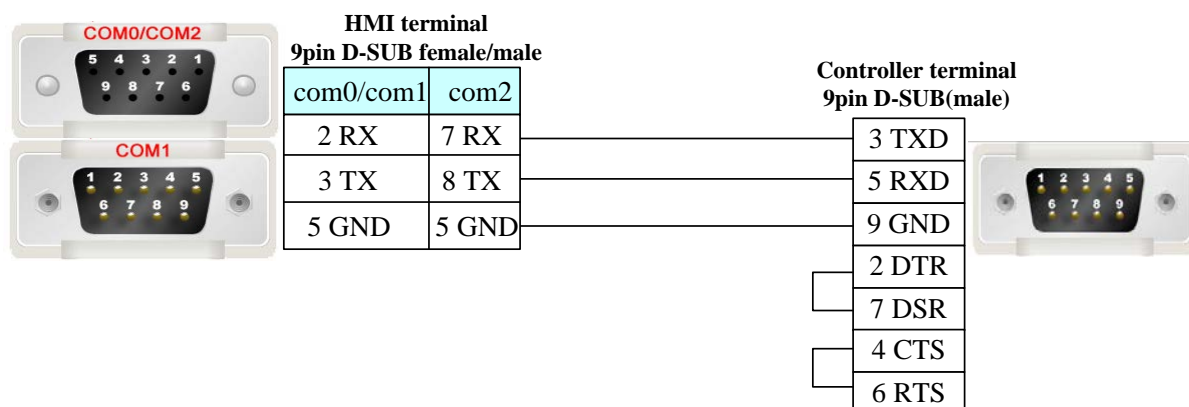 COM0/COM2
5 4 3 2 1
9 8 7 6
COM1
1 2 3 4 5
6 7 8 9
HMI terminal
9pin D-SUB female/male
com0/com1 com2
2 RX 7 RX
3 TX 8 TX
5 GND 5 GND
Controller terminal
9pin D-SUB(male)
3 TXD
5 RXD
9 GND
2 DTR
7 DSR
4 CTS
6 RTS
1 2 3 4 5
6 7 8 9